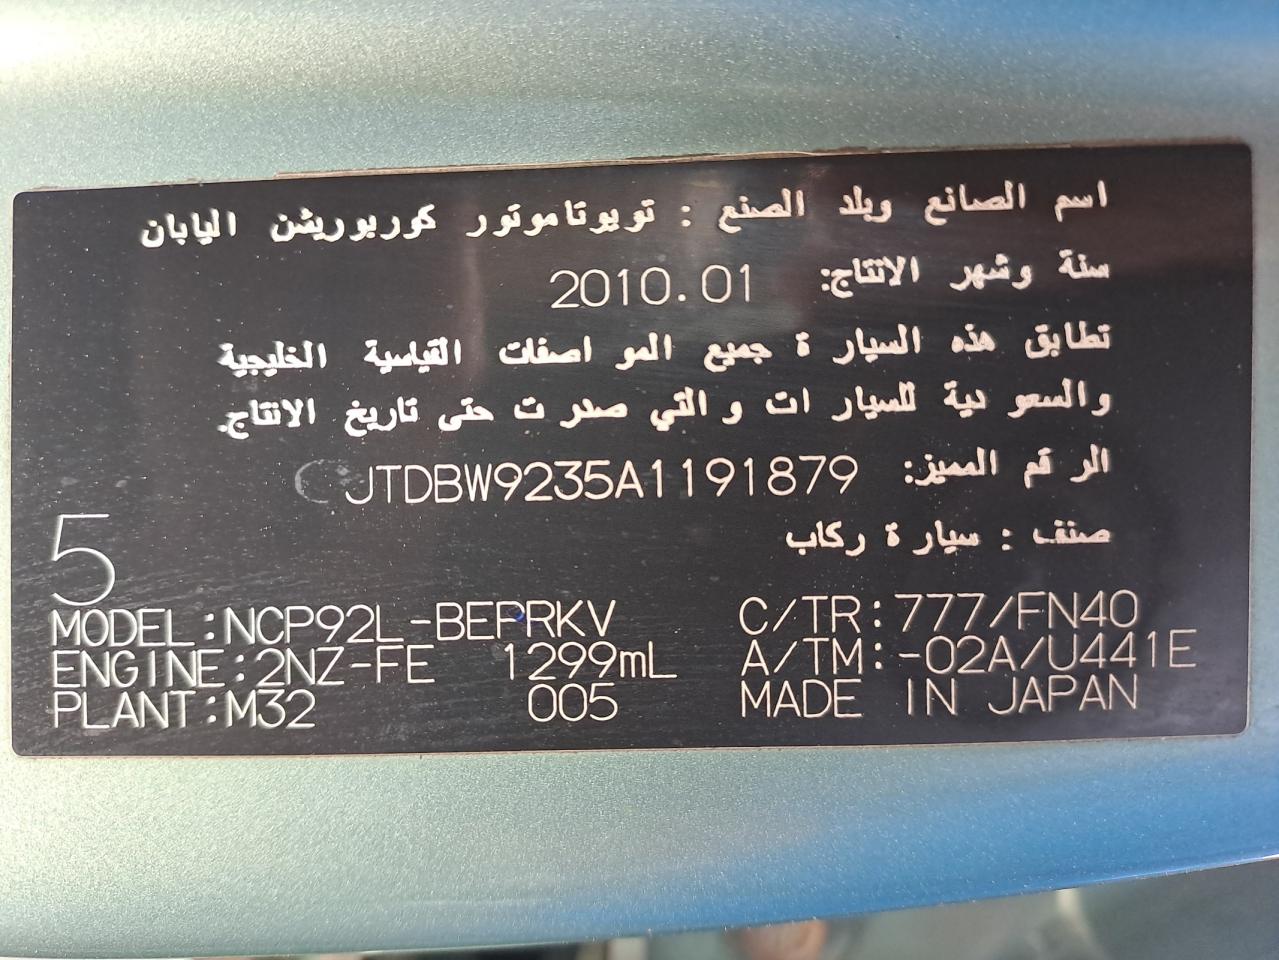 اسم الصانع وبلد الصنع : تويوتاموتور كوربوريشن اليابان
سنة وشهر الانتاج: 2010.01
تطابق هذه السيارة جميع المواصفات القياسية الخليجية
والسعودية للسيارات والتي صدرت حتى تاريخ الانتاج.
الرقم المميز: JTDBW9235A1191879
صنف : سيارة ركاب
5
MODEL:NCP92L-BEPRKV C/TR:777/FN40
ENGINE:2NZ-FE 1299mL A/TM:-02A/U441E
PLANT:M32 005 MADE IN JAPAN